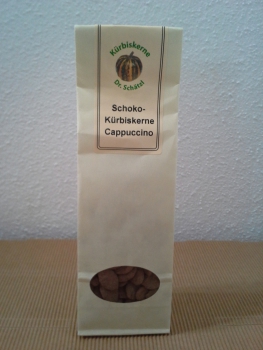 Kürbiskerne
Dr. Schätzl
Schoko-
Kürbiskerne
Cappuccino